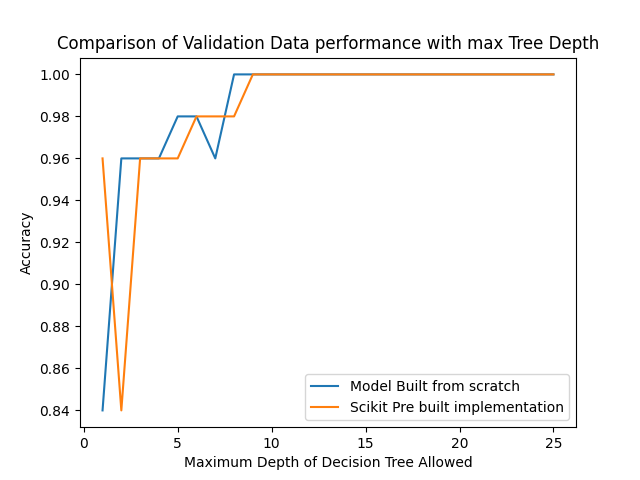 Comparison of Validation Data performance with max Tree Depth
1.00
0.98
0.96
0.94
0.92
0.90
0.88
0.86
0.84
Accuracy
Model Built from scratch
Scikit Pre built implementation
0 5 10 15 20 25
Maximum Depth of Decision Tree Allowed